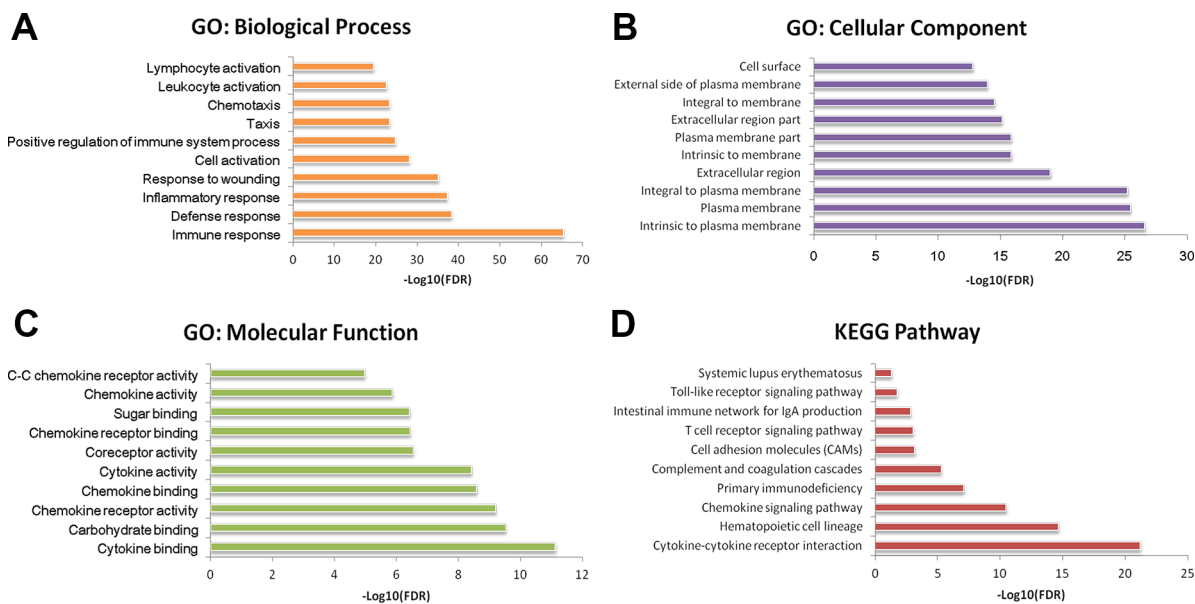 A
GO: Biological Process
Lymphocyte activation
Leukocyte activation
Chemotaxis
Taxis
Positive regulation of immune system process
Cell activation
Response to wounding
Inflammatory response
Defense response
Immune response
0 10 20 30 40 50 60 70
-Log10(FDR)
B
GO: Cellular Component
Cell surface
External side of plasma membrane
Integral to membrane
Extracellular region part
Plasma membrane part
Intrinsic to membrane
Extracellular region
Integral to plasma membrane
Plasma membrane
Intrinsic to plasma membrane
0 5 10 15 20 25 30
-Log10(FDR)
C
GO: Molecular Function
C-C chemokine receptor activity
Chemokine activity
Sugar binding
Chemokine receptor binding
Coreceptor activity
Cytokine activity
Chemokine binding
Chemokine receptor activity
Carbohydrate binding
Cytokine binding
0 2 4 6 8 10 12
-Log10(FDR)
D
KEGG Pathway
Systemic lupus erythematosus
Toll-like receptor signaling pathway
Intestinal immune network for IgA production
T cell receptor signaling pathway
Cell adhesion molecules (CAMs)
Complement and coagulation cascades
Primary immunodeficiency
Chemokine signaling pathway
Hematopoietic cell lineage
Cytokine-cytokine receptor interaction
0 5 10 15 20 25
-Log10(FDR)